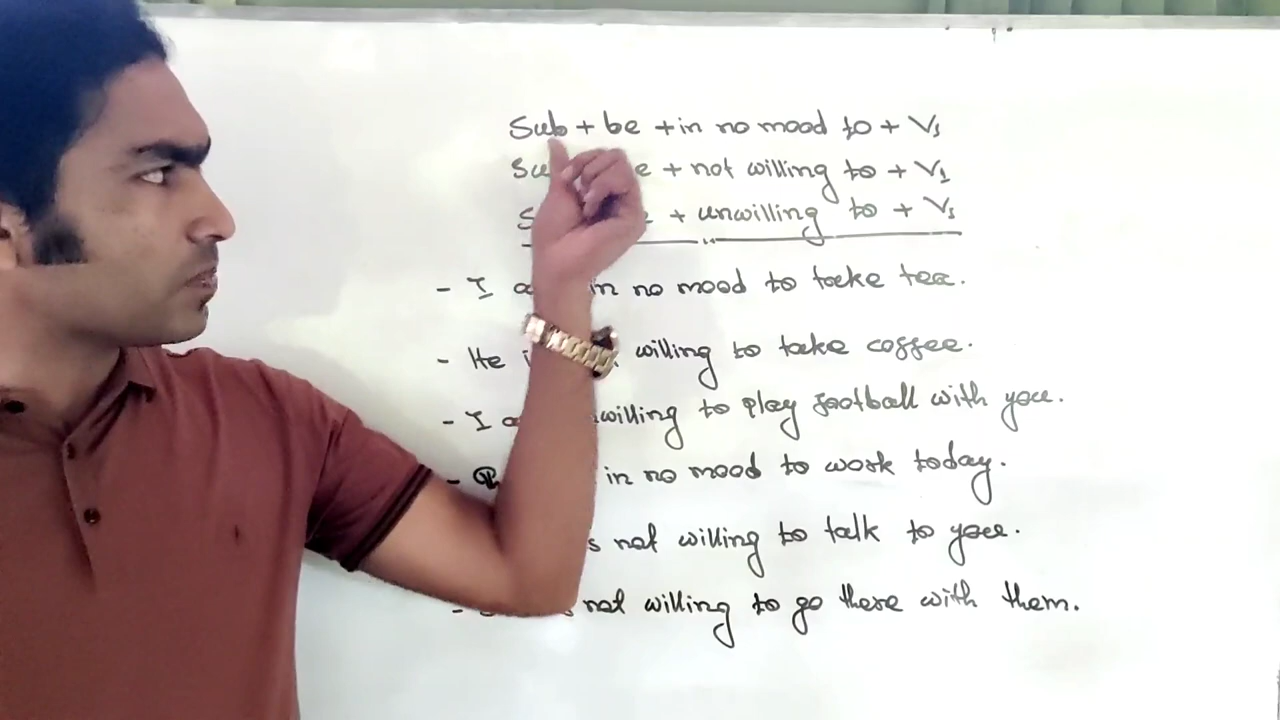 Sub + be + in no mood to + V₁
+ not willing to + V₁
+ unwilling to + V₁
- I in no mood to take tea.
- He willing to take coffee.
- I to play football with you.
- in no mood to work today.
not willing to talk to you.
- not willing to go there with them.